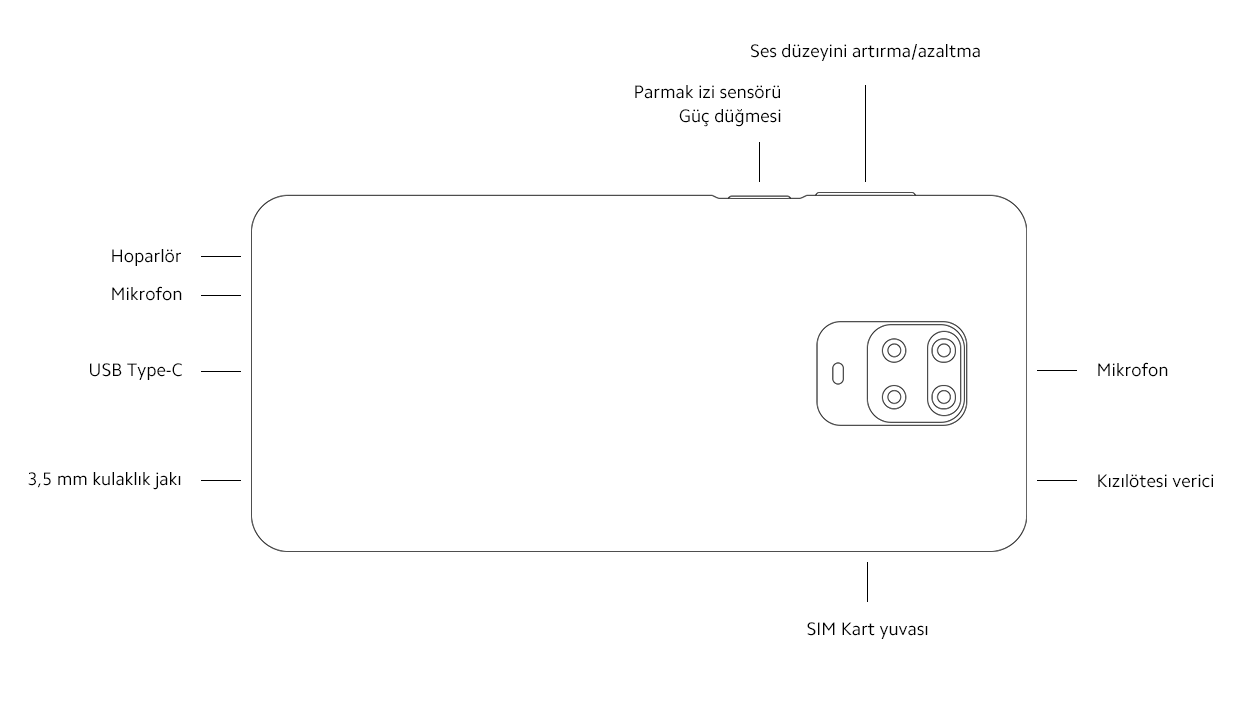 Ses düzeyini artırma/azaltma
Parmak izi sensörü
Güç düğmesi
Hoparlör
Mikrofon
USB Type-C
3,5 mm kulaklık jakı
Mikrofon
Kızılötesi verici
SIM Kart yuvası